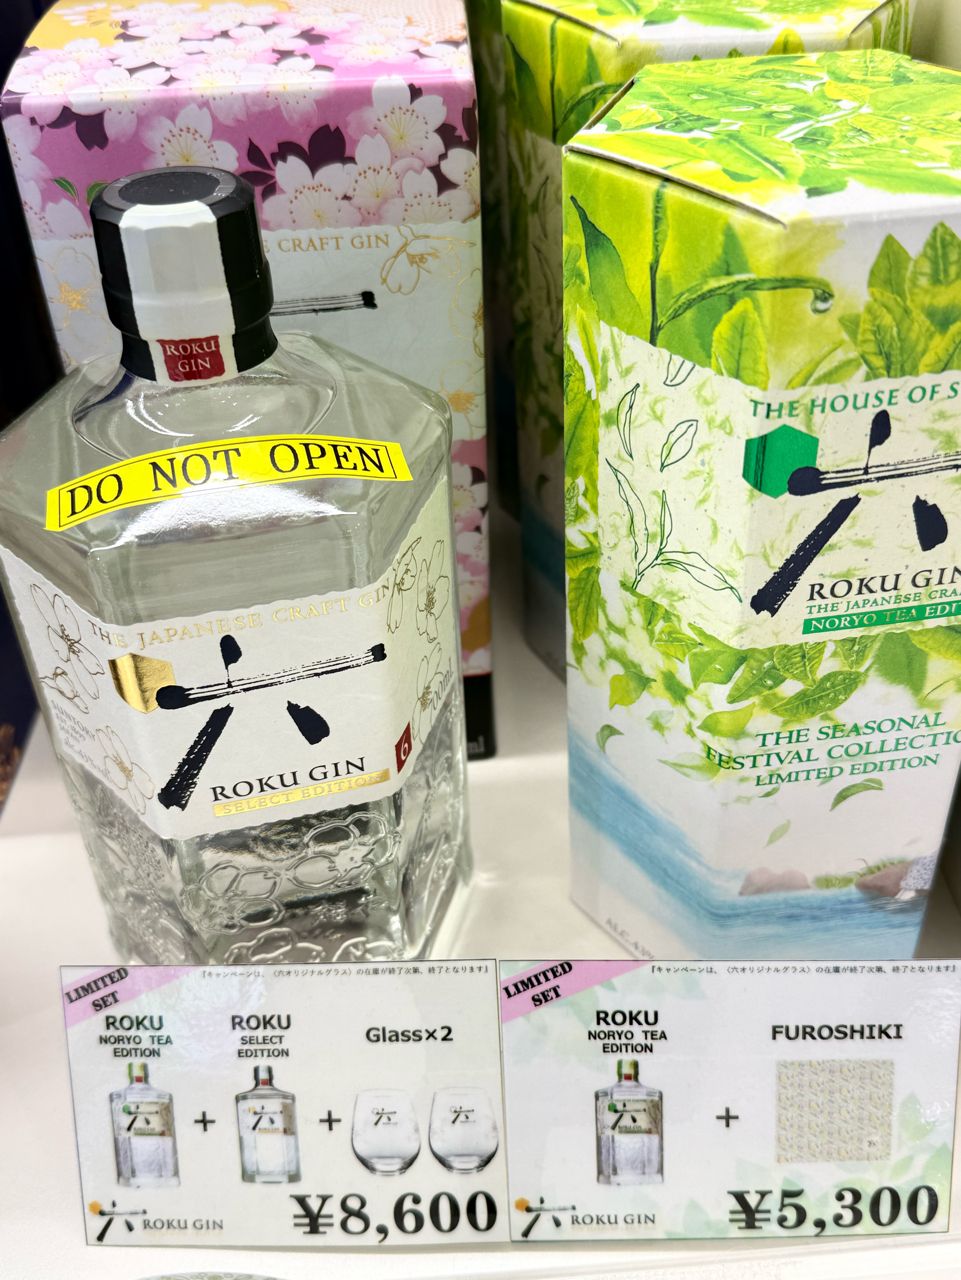 CRAFT GIN
ROKU
GIN
DO NOT OPEN
THE JAPANESE CRAFT GIN
六
ROKU GIN
SELECT EDITION
6
SUNTORY
THE HOUSE OF
六
ROKU GIN
THE JAPANESE
NORYO TEA
THE SEASONAL
FESTIVAL
LIMITED EDITION
LIMITED
SET
『キャンペーンは、〈六オリジナルグラス〉の在庫が終了次第、終了となります』
ROKU
NORYO TEA
EDITION
+
ROKU
SELECT
EDITION
+
Glass×2
六 ROKU GIN
¥8,600
LIMITED
SET
『キャンペーンは、〈六オリジナルグラス〉の在庫が終了次第、終了となります』
ROKU
NORYO TEA
EDITION
+
FUROSHIKI
六 ROKU GIN
¥5,300